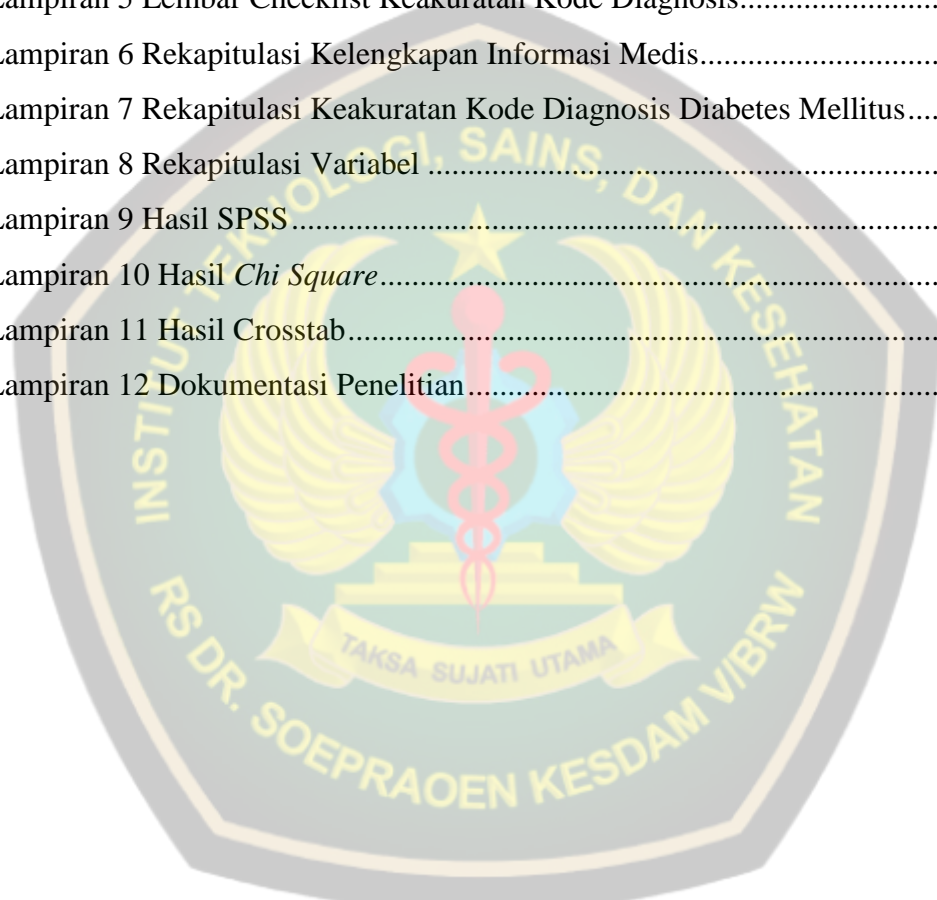 Lampiran 5 Lembar Checklist Keakuratan Kode Diagnosis...............................
Lampiran 6 Rekapitulasi Kelengkapan Informasi Medis...............................
Lampiran 7 Rekapitulasi Keakuratan Kode Diagnosis Diabetes Mellitus....
Lampiran 8 Rekapitulasi Variabel ..............................................................
Lampiran 9 Hasil SPSS..............................................................................
Lampiran 10 Hasil Chi Square...................................................................
Lampiran 11 Hasil Crosstab.......................................................................
Lampiran 12 Dokumentasi Penelitian.........................................................
INSTITUT TEKNOLOGI, SAINS, DAN KESEHATAN
TAKSA SUJATI UTAMA
RS DR. SOEPRAOEN KESDAM V/BRW